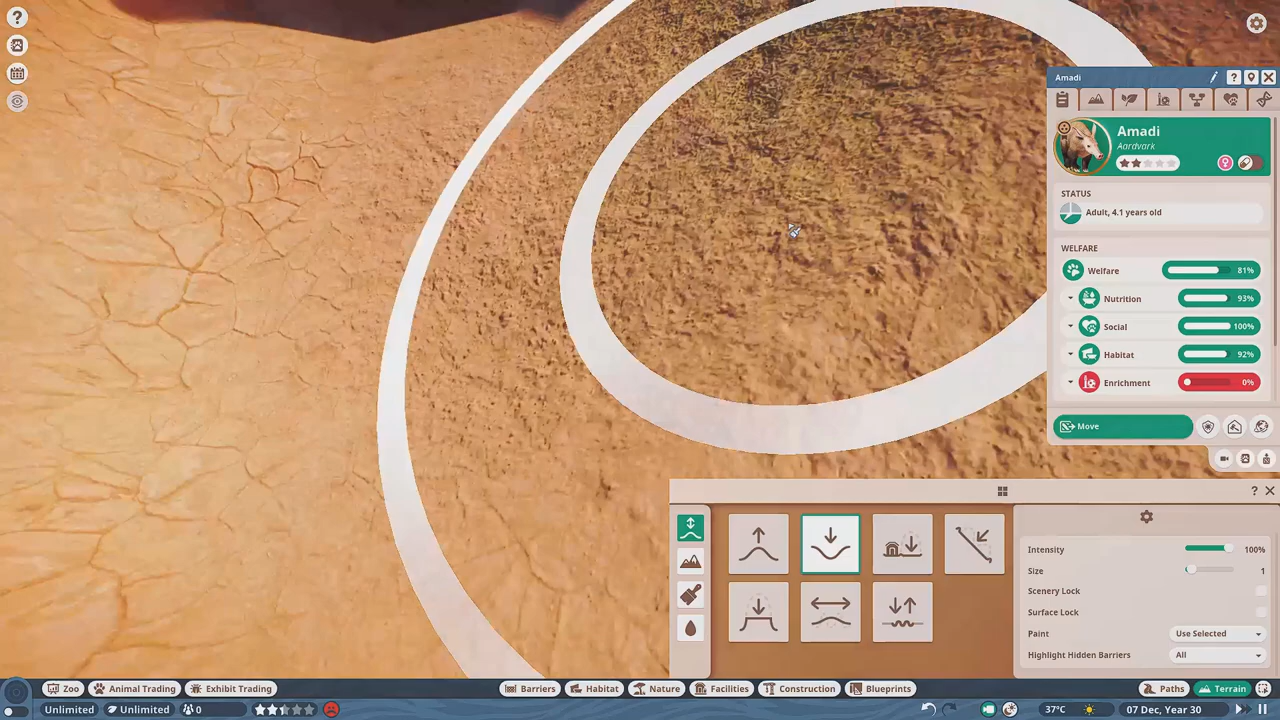 Amadi
Amadi
Aardvark
STATUS
Adult, 4.1 years old
WELFARE
Welfare 81%
Nutrition 93%
Social 100%
Habitat 92%
Enrichment 0%
Move
Intensity 100%
Size 1
Scenery Lock
Surface Lock
Paint Use Selected
Highlight Hidden Barriers All
Zoo Animal Trading Exhibit Trading Barriers Habitat Nature Facilities Construction Blueprints Paths Terrain
Unlimited Unlimited 0 37°C 07 Dec, Year 30